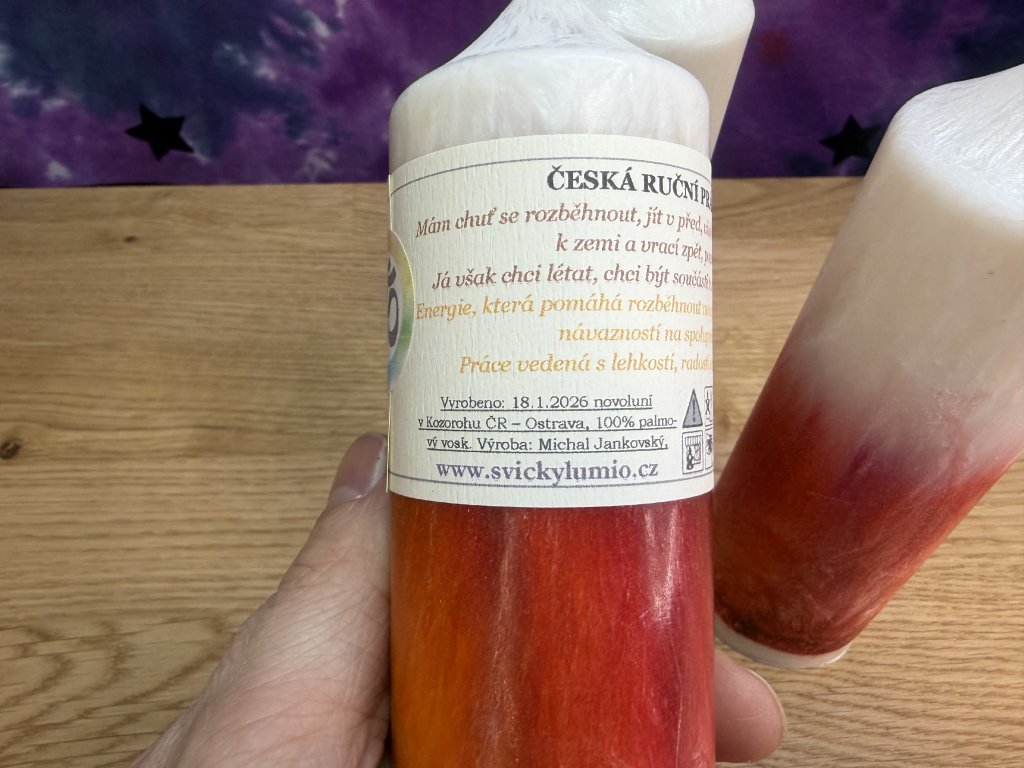 ČESKÁ RUČNÍ
Mám chuť se rozběhnout, jít v před,
k zemi a vrací zpět,
Já však chci létat, chci být součástí
Energie, která pomáhá rozběhnout
návazností na
Práce vedená s lehkostí,
Vyrobeno: 18.1.2026 novoluní
v Kozorohu ČR – Ostrava, 100% palmo-
vý vosk. Výroba: Michal Jankovský,
www.svickylumio.cz